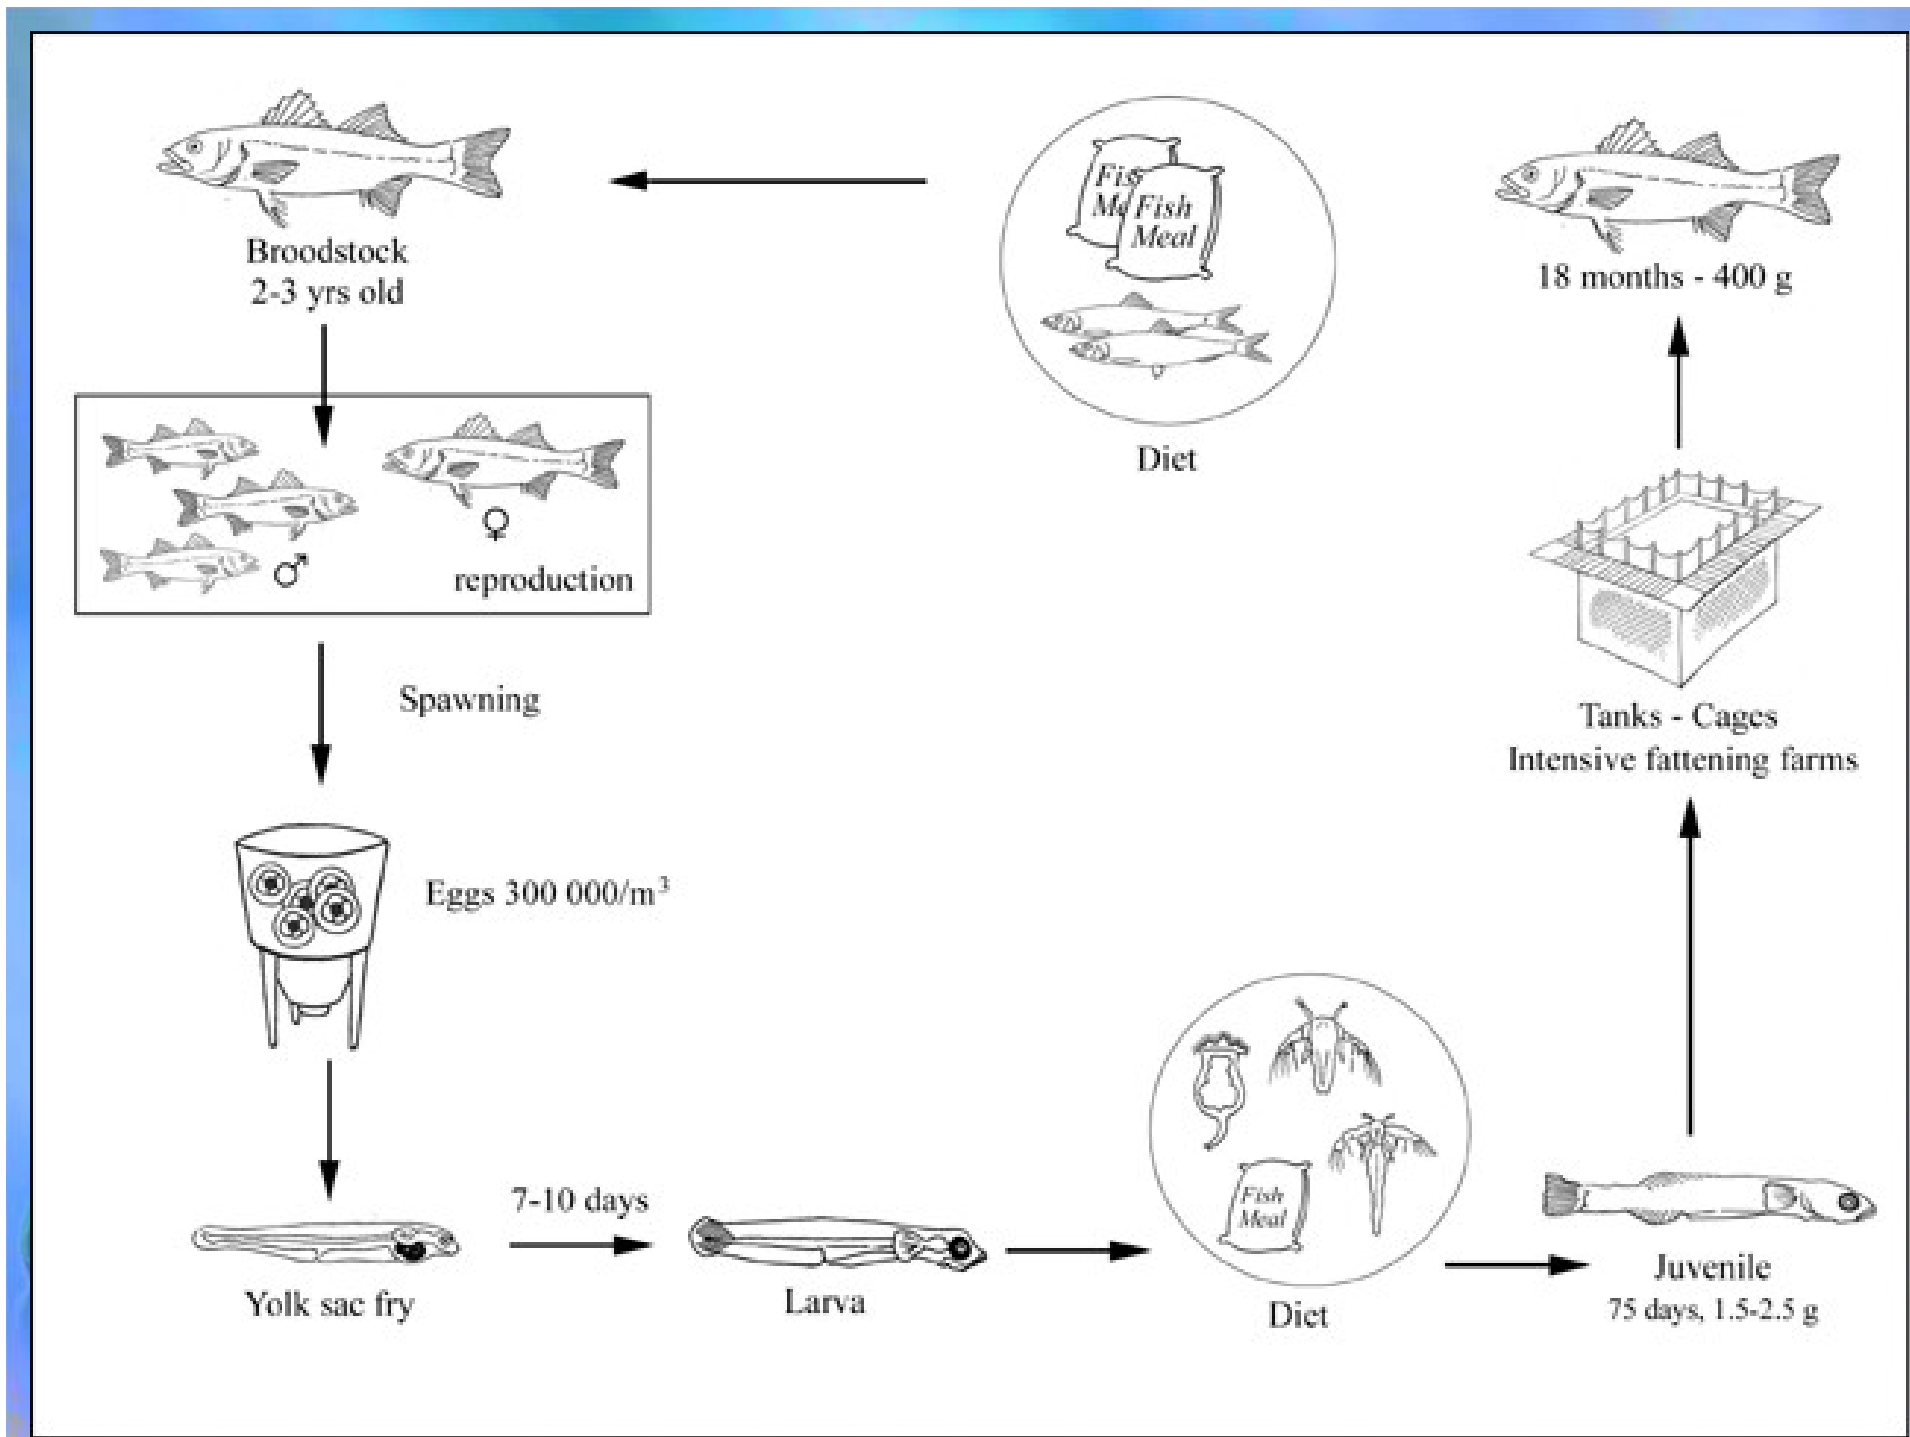 Broodstock
2-3 yrs old
Fish
Meal
Diet
18 months - 400 g
♀
♂
reproduction
Spawning
Tanks - Cages
Intensive fattening farms
Eggs 300 000/m³
7-10 days
Yolk sac fry
Larva
Fish
Meal
Diet
Juvenile
75 days, 1.5-2.5 g